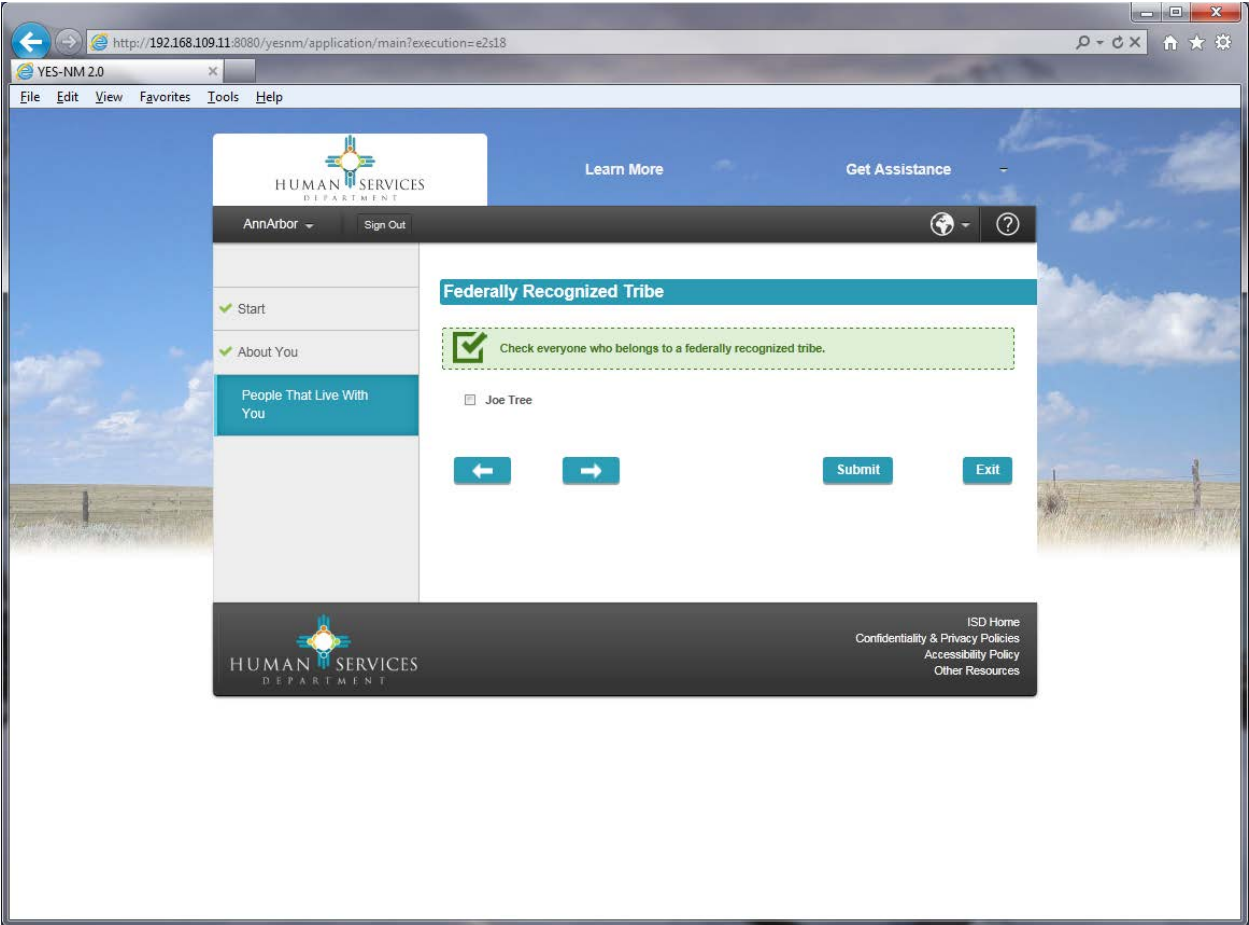 http://192.168.109.11:8080/yesnm/application/main?execution=e2s18
YES-NM 2.0
File Edit View Favorites Tools Help
HUMAN SERVICES
DEPARTMENT
Learn More
Get Assistance
AnnArbor
Sign Out
Start
About You
People That Live With
You
Federally Recognized Tribe
Check everyone who belongs to a federally recognized tribe.
Joe Tree
Submit
Exit
HUMAN SERVICES
DEPARTMENT
ISD Home
Confidentiality & Privacy Policies
Accessibility Policy
Other Resources